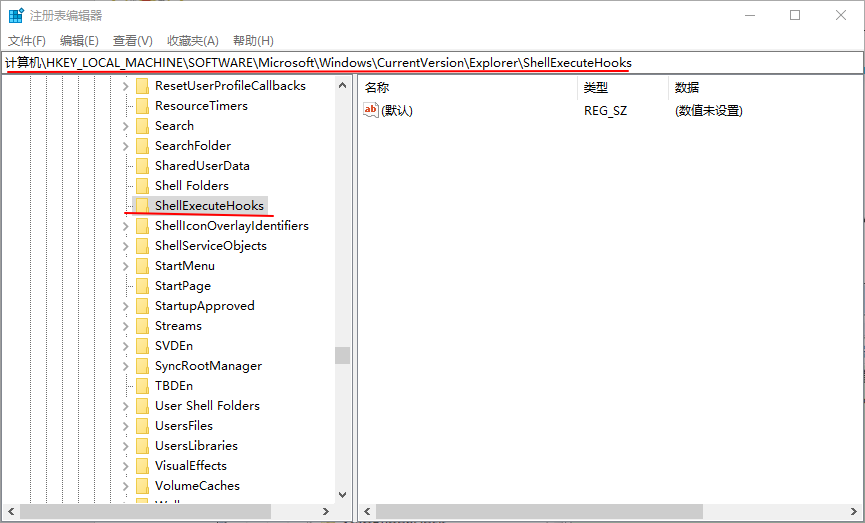 注册表编辑器
文件(F) 编辑(E) 查看(V) 收藏夹(A) 帮助(H)
计算机\HKEY_LOCAL_MACHINE\SOFTWARE\Microsoft\Windows\CurrentVersion\Explorer\ShellExecuteHooks
ResetUserProfileCallbacks
ResourceTimers
Search
SearchFolder
SharedUserData
Shell Folders
ShellExecuteHooks
ShellIconOverlayIdentifiers
ShellServiceObjects
StartMenu
StartPage
StartupApproved
Streams
SVDEn
SyncRootManager
TBDEn
User Shell Folders
UsersFiles
UsersLibraries
VisualEffects
VolumeCaches
名称 类型 数据
ab (默认) REG_SZ (数值未设置)